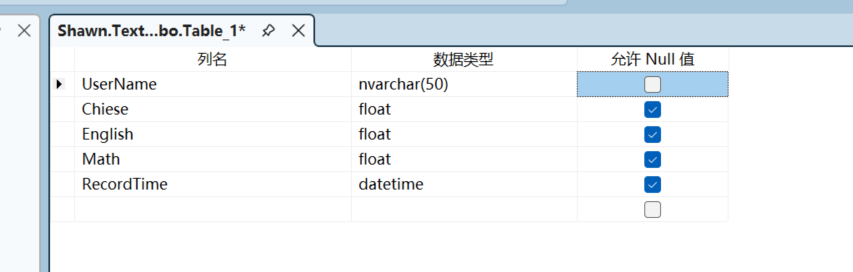 Shawn.Text...bo.Table_1*
列名 数据类型 允许 Null 值
UserName nvarchar(50)
Chiese float
English float
Math float
RecordTime datetime